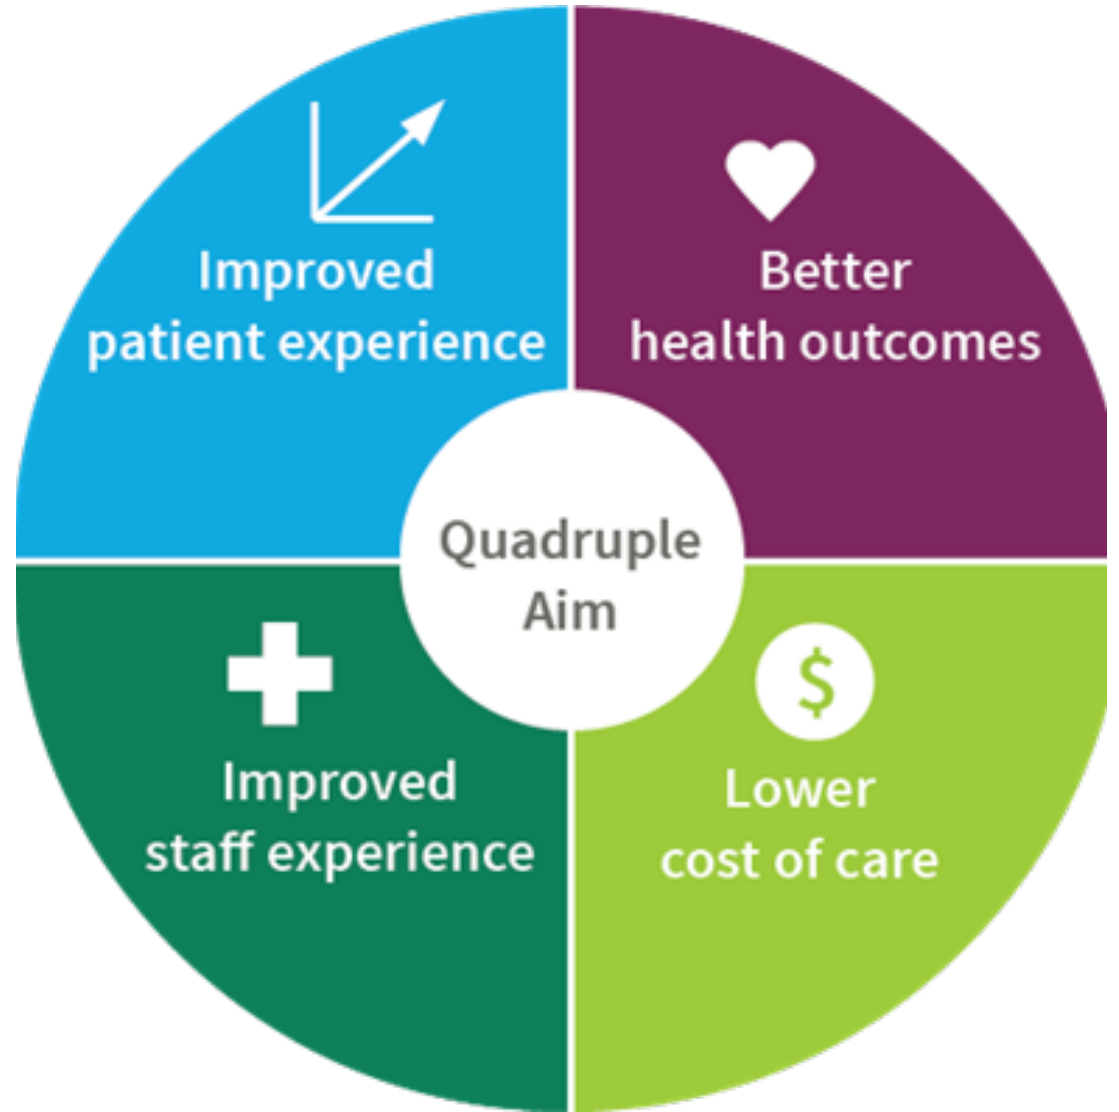 Improved
patient experience
Better
health outcomes
Quadruple
Aim
Improved
staff experience
$
Lower
cost of care